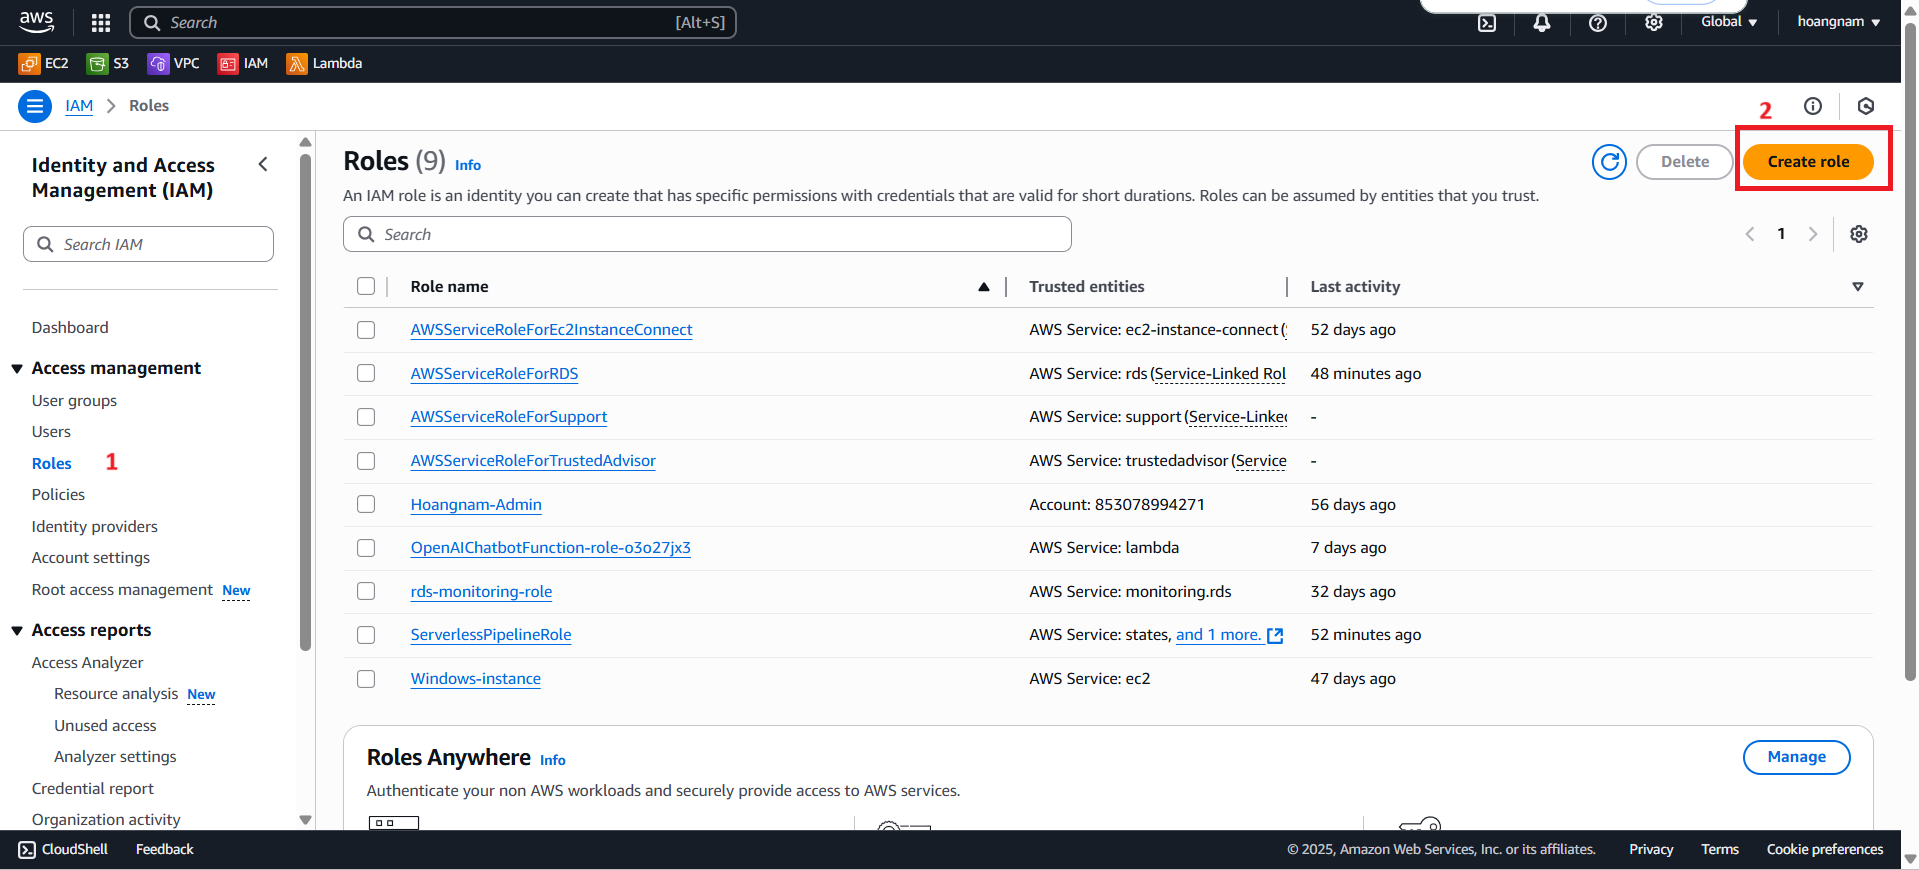 aws
Search [Alt+S]
Global hoangnam
EC2 S3 VPC IAM Lambda
IAM Roles
2
Identity and Access Management (IAM)
Search IAM
Dashboard
Access management
User groups
Users
Roles 1
Policies
Identity providers
Account settings
Root access management New
Access reports
Access Analyzer
Resource analysis New
Unused access
Analyzer settings
Credential report
Organization activity
Roles (9) Info
Delete
Create role
An IAM role is an identity you can create that has specific permissions with credentials that are valid for short durations. Roles can be assumed by entities that you trust.
Search
1
Role name Trusted entities Last activity
AWSServiceRoleForEc2InstanceConnect AWS Service: ec2-instance-connect ( 52 days ago
AWSServiceRoleForRDS AWS Service: rds (Service-Linked Rol 48 minutes ago
AWSServiceRoleForSupport AWS Service: support (Service-Linked -
AWSServiceRoleForTrustedAdvisor AWS Service: trustedadvisor (Service -
Hoangnam-Admin Account: 853078994271 56 days ago
OpenAIChatbotFunction-role-o3o27jx3 AWS Service: lambda 7 days ago
rds-monitoring-role AWS Service: monitoring.rds 32 days ago
ServerlessPipelineRole AWS Service: states, and 1 more. 52 minutes ago
Windows-instance AWS Service: ec2 47 days ago
Roles Anywhere Info
Manage
Authenticate your non AWS workloads and securely provide access to AWS services.
CloudShell Feedback
© 2025, Amazon Web Services, Inc. or its affiliates. Privacy Terms Cookie preferences